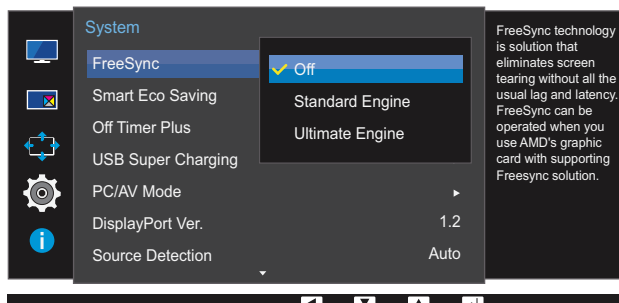 System
FreeSync
Off
Smart Eco Saving
Standard Engine
Off Timer Plus
Ultimate Engine
USB Super Charging
PC/AV Mode
DisplayPort Ver.
1.2
Source Detection
Auto
FreeSync technology
is solution that
eliminates screen
tearing without all the
usual lag and latency.
FreeSync can be
operated when you
use AMD's graphic
card with supporting
Freesync solution.